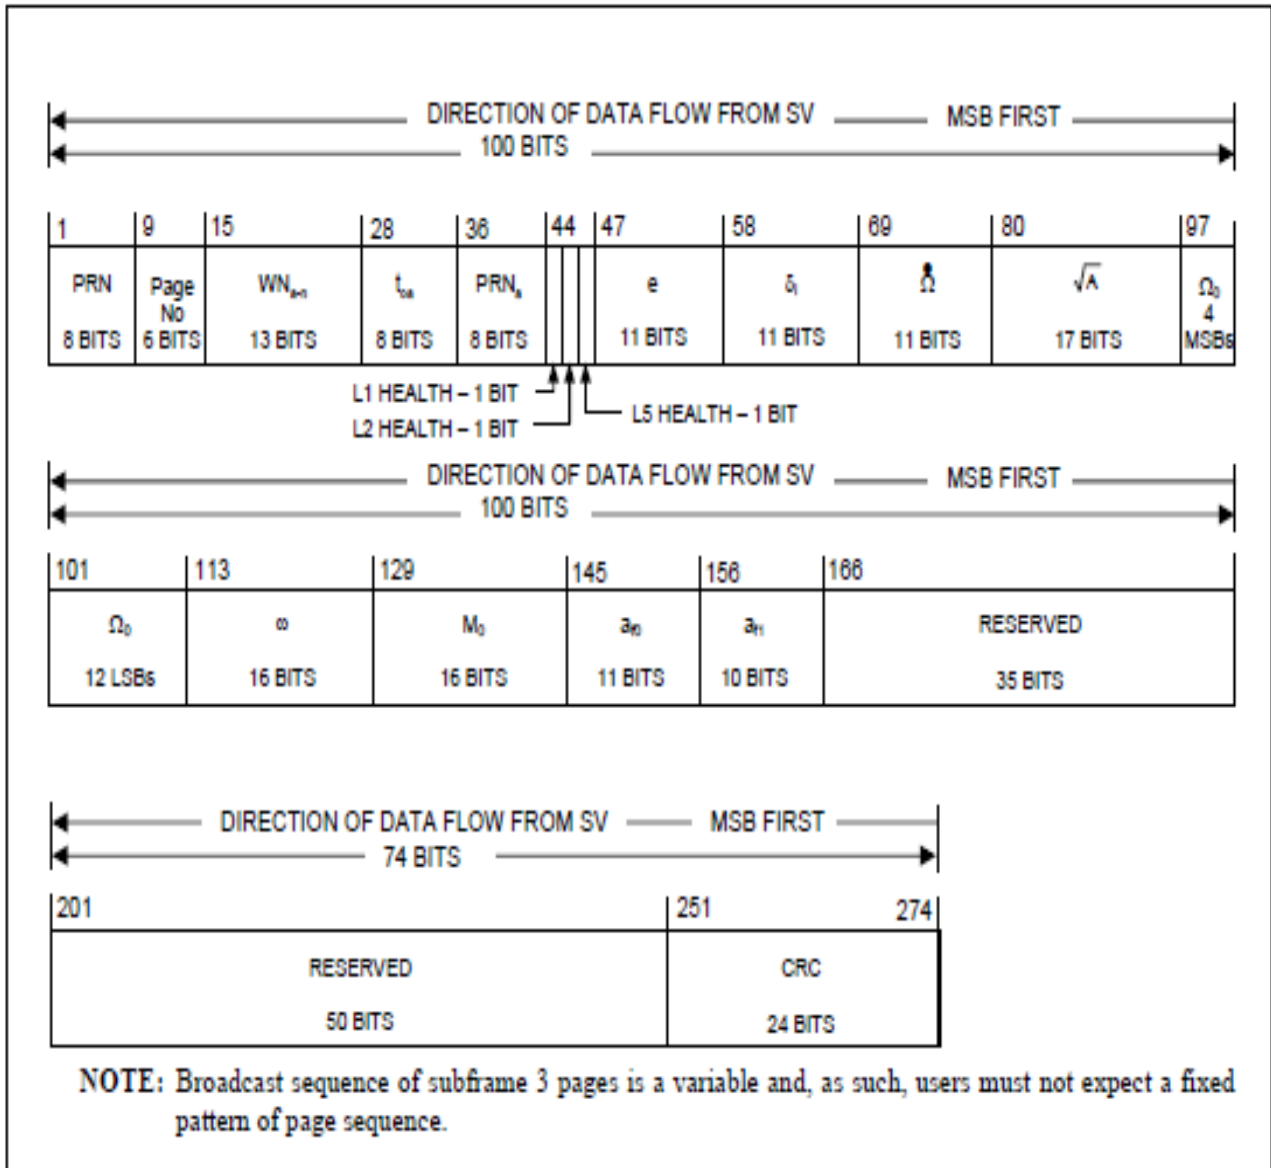 DIRECTION OF DATA FLOW FROM SV MSB FIRST
100 BITS
1 9 15 28 36 44 47 58 69 80 97
PRN Page No WNa-n toa PRNa e δi Ω̇ √A Ω0
8 BITS 6 BITS 13 BITS 8 BITS 8 BITS 11 BITS 11 BITS 11 BITS 17 BITS 4 MSBs
L1 HEALTH – 1 BIT
L2 HEALTH – 1 BIT
L5 HEALTH – 1 BIT
DIRECTION OF DATA FLOW FROM SV MSB FIRST
100 BITS
101 113 129 145 156 166
Ω0 ω M0 af0 af1 RESERVED
12 LSBs 16 BITS 16 BITS 11 BITS 10 BITS 35 BITS
DIRECTION OF DATA FLOW FROM SV MSB FIRST
74 BITS
201 251 274
RESERVED CRC
50 BITS 24 BITS
NOTE: Broadcast sequence of subframe 3 pages is a variable and, as such, users must not expect a fixed
pattern of page sequence.